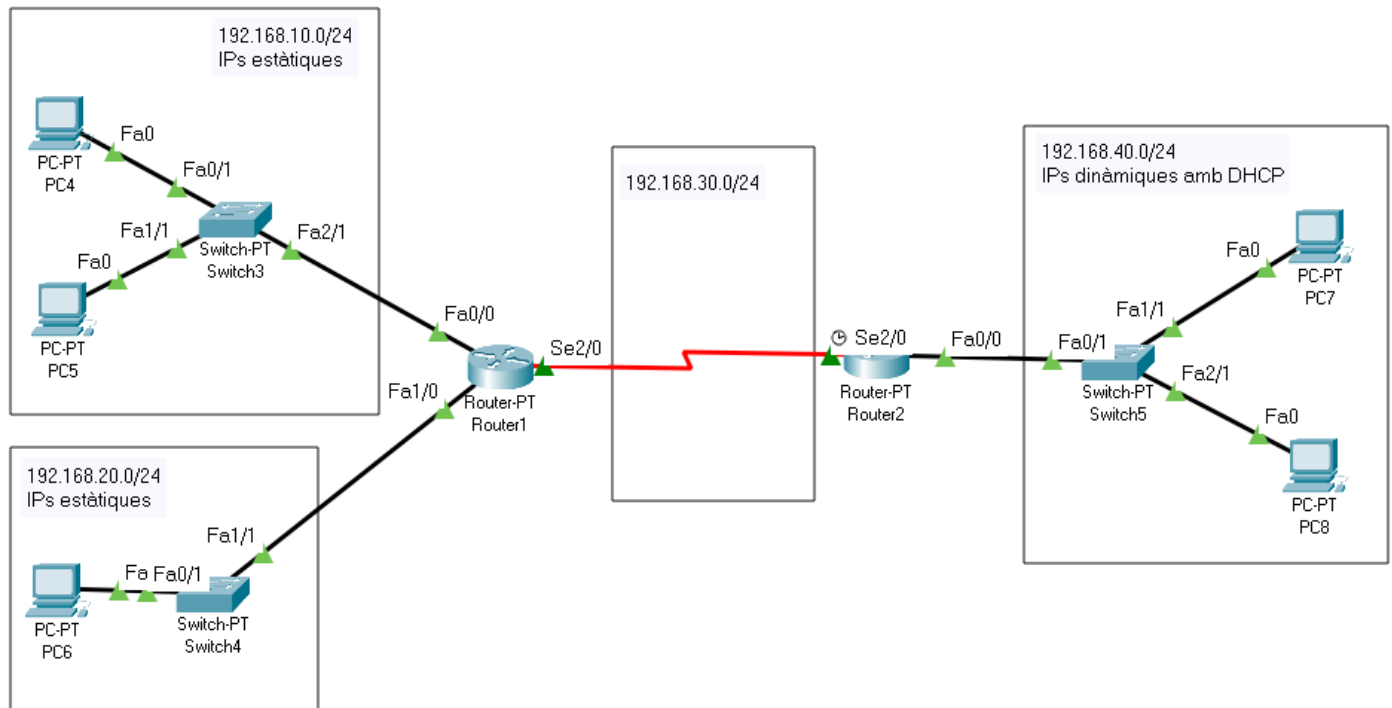 192.168.10.0/24
IPs estàtiques
Fa0
PC-PT
PC4
Fa0/1
Fa1/1
Fa0
PC-PT
PC5
Switch-PT
Switch3
Fa2/1
Fa0/0
Fa1/0
Router-PT
Router1
Se2/0
192.168.20.0/24
IPs estàtiques
Fa1/1
Fa
Fa0/1
PC-PT
PC6
Switch-PT
Switch4
192.168.30.0/24
Se2/0
Router-PT
Router2
Fa0/0
192.168.40.0/24
IPs dinàmiques amb DHCP
Fa0/1
Switch-PT
Switch5
Fa1/1
Fa0
PC-PT
PC7
Fa2/1
Fa0
PC-PT
PC8